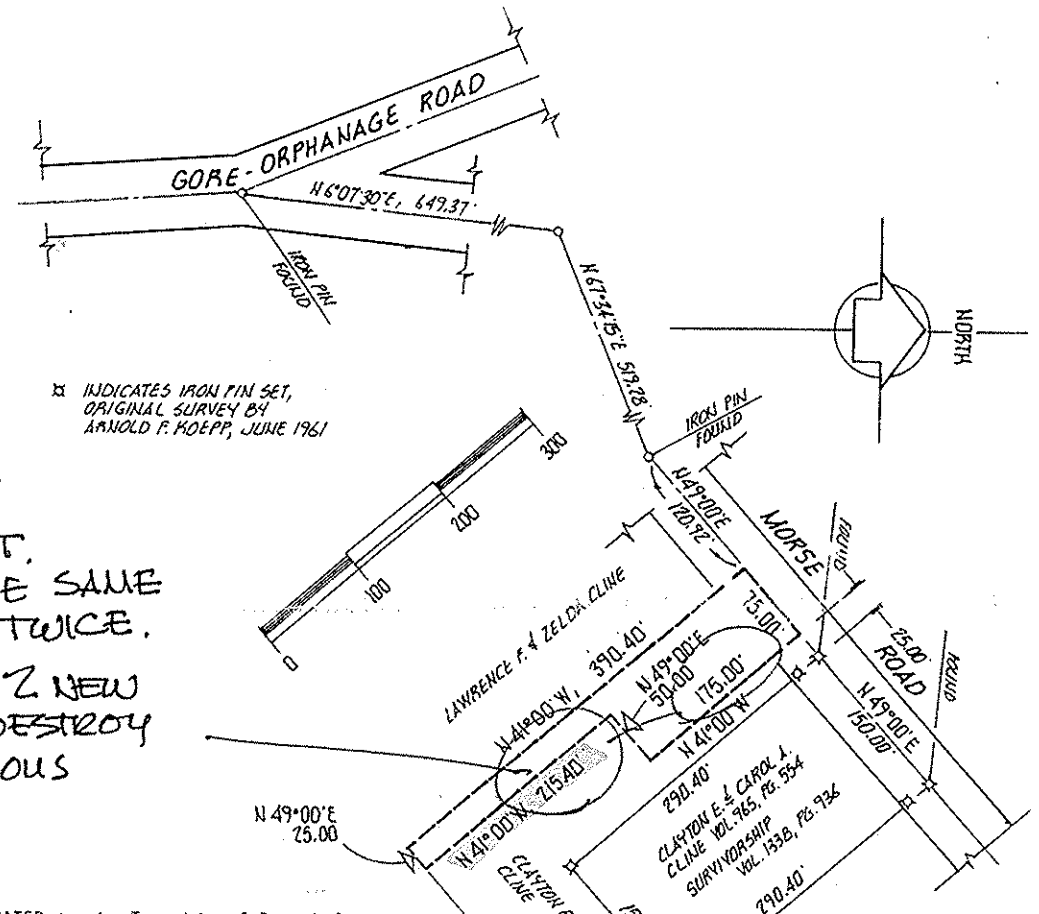 GORE-ORPHANAGE ROAD
N 6°07'30"E, 649.37'
IRON PIN
FOUND
N 67°34'15"E 519.28'
NORTH
¤ INDICATES IRON PIN SET,
ORIGINAL SURVEY BY
ARNOLD F. KOEPP, JUNE 1961
IRON PIN
FOUND
N49°00'E
120.92'
MORSE
ROAD
FOUND
25.00'
FOUND
N 49°00'E
150.00'
0
100
200
300
T.
E SAME
TWICE.
2 NEW
DESTROY
OUS
LAWRENCE F. & ZELDA CLINE
N 41°00'W, 390.40'
75.00'
N 49°00'E
50.00
175.00'
N 41°00'W
N 41°00'W, 215.40
N 49°00'E
25.00
290.40'
CLAYTON E. & CAROL A.
CLINE VOL. 965, PG. 554
SURVIVORSHIP
VOL. 1338, PG. 936
290.40'
CLAYTON
CLINE